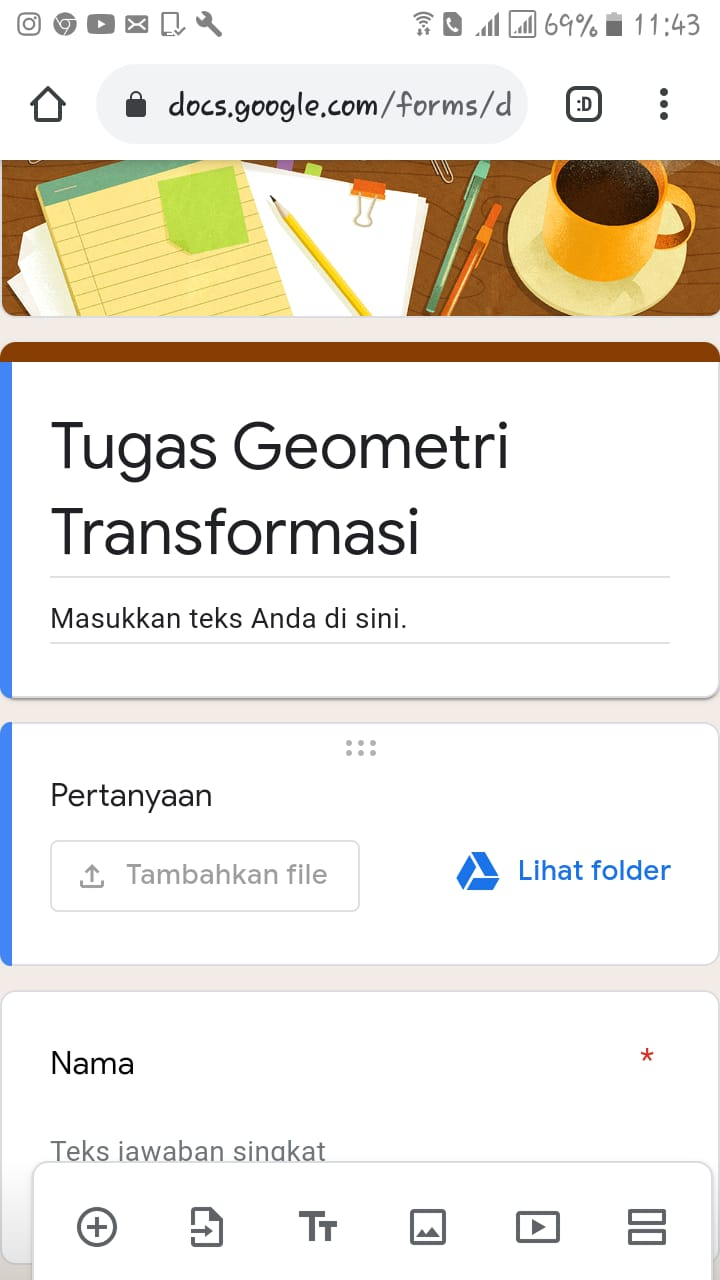 69% 11:43
docs.google.com/forms/d
:D
Tugas Geometri
Transformasi
Masukkan teks Anda di sini.
Pertanyaan
Tambahkan file
Lihat folder
Nama *
Teks jawaban singkat
TT